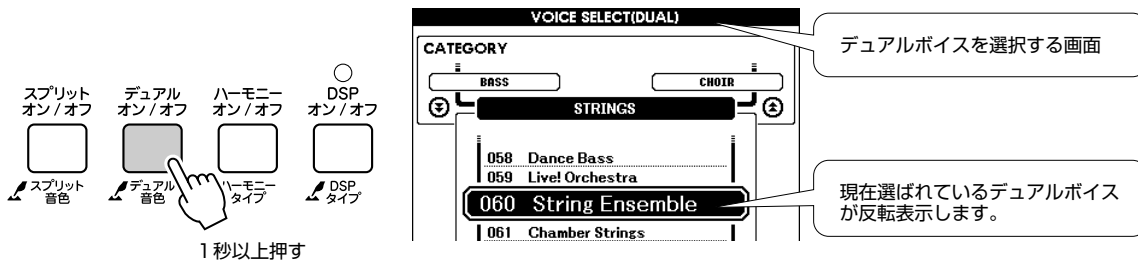 スプリット
オン / オフ
デュアル
オン / オフ
ハーモニー
オン / オフ
DSP
オン / オフ
スプリット
音色
デュアル
音色
ハーモニー
タイプ
DSP
タイプ
1秒以上押す
VOICE SELECT(DUAL)
CATEGORY
BASS
CHOIR
STRINGS
058 Dance Bass
059 Live! Orchestra
060 String Ensemble
061 Chamber Strings
デュアルボイスを選択する画面
現在選ばれているデュアルボイス
が反転表示します。